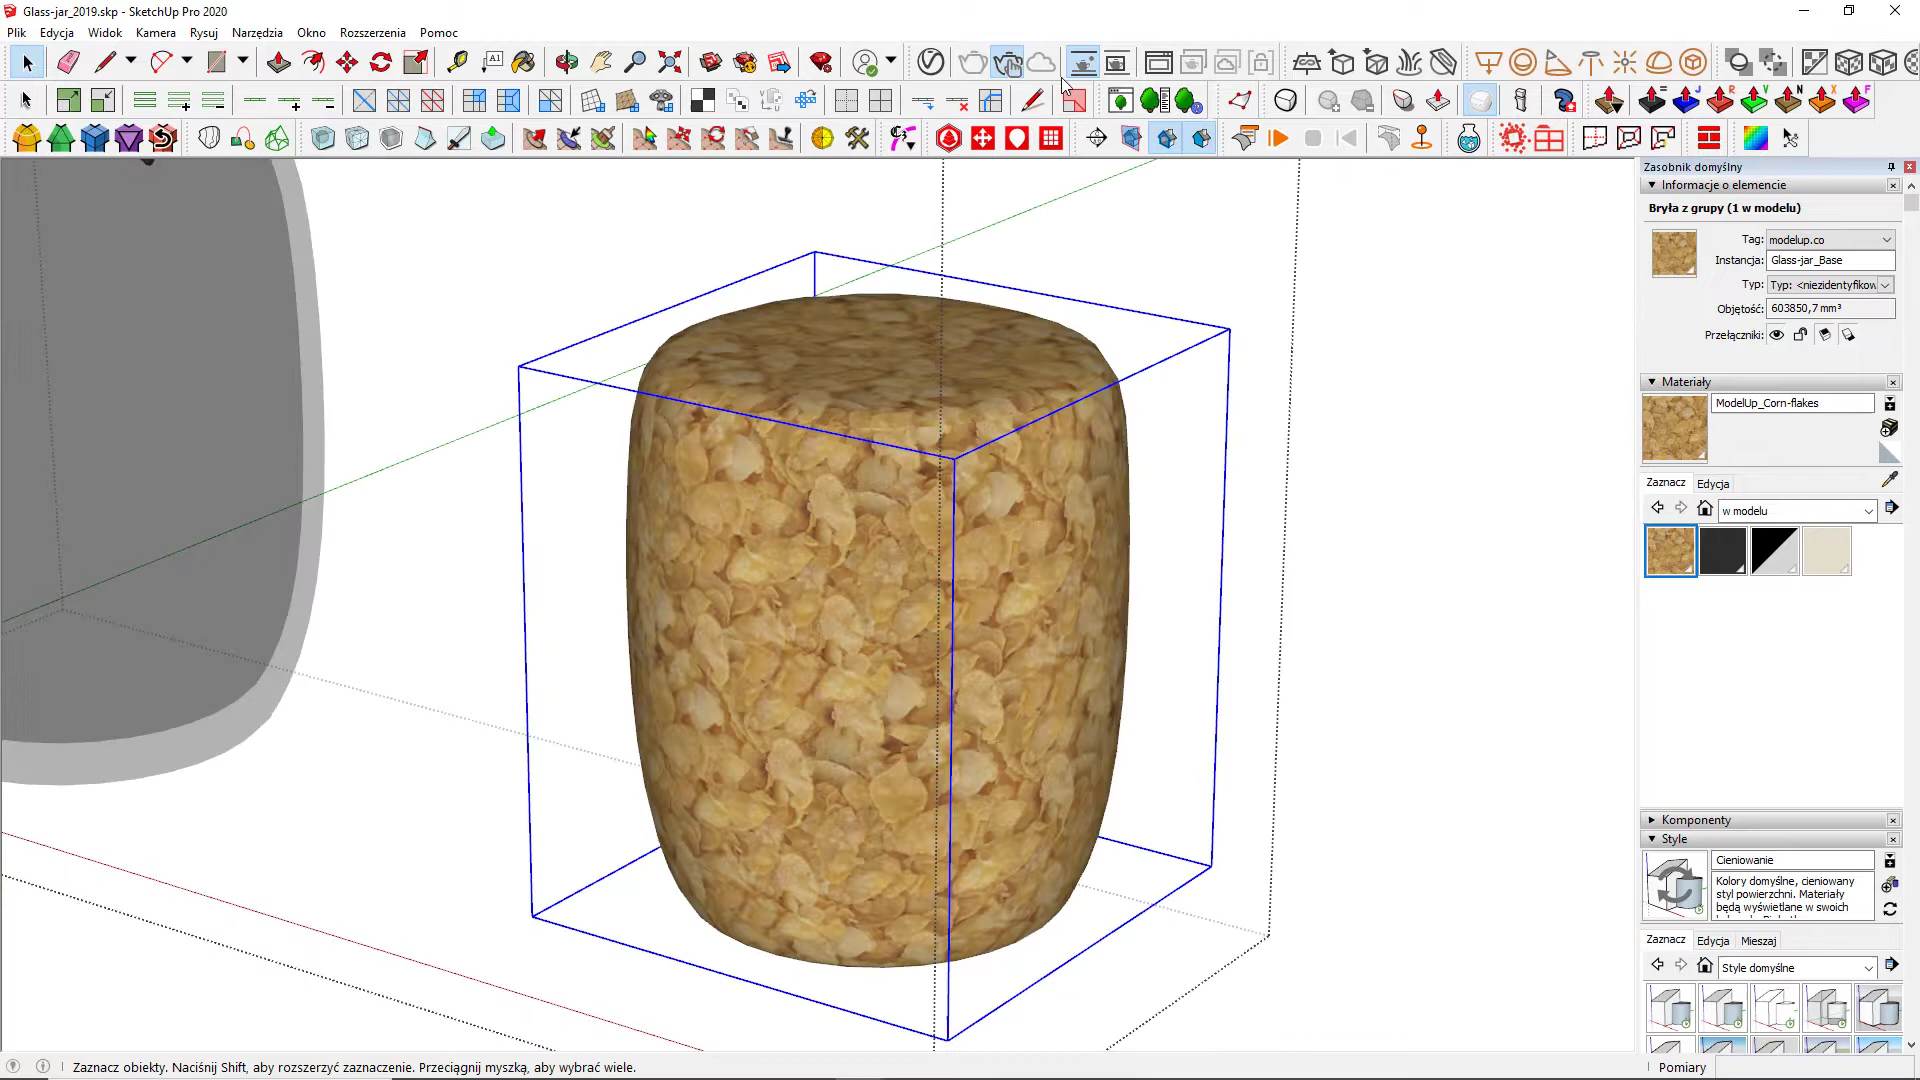 Glass-jar_2019.skp - SketchUp Pro 2020
Plik Edycja Widok Kamera Rysuj Narzędzia Okno Rozszerzenia Pomoc
A1
Zasobnik domyślny
Informacje o elemencie
Bryła z grupy (1 w modelu)
Tag: modelup.co
Instancja: Glass-jar_Base
Typ: Typ: <niezidentyfikow
Objętość: 603850,7 mm³
Przełączniki:
Materiały
ModelUp_Corn-flakes
Zaznacz Edycja
w modelu
Komponenty
Style
Cieniowanie
Kolory domyślne, cieniowany
styl powierzchni. Materiały
będą wyświetlane w swoich
Zaznacz Edycja Mieszaj
Style domyślne
Zaznacz obiekty. Naciśnij Shift, aby rozszerzyć zaznaczenie. Przeciągnij myszką, aby wybrać wiele.
Pomiary